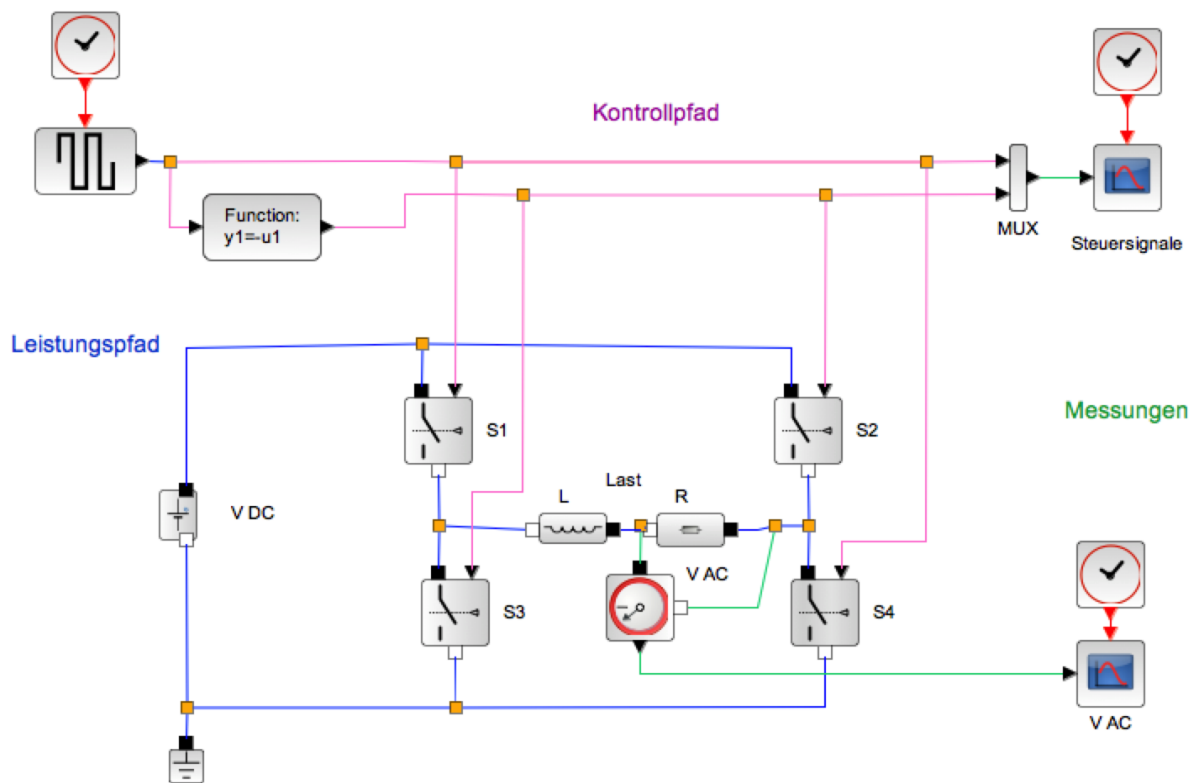 Kontrollpfad
Function:
y1=-u1
MUX
Steuersignale
Leistungspfad
Messungen
S1
S2
Last
L
R
V DC
V AC
S3
S4
V AC